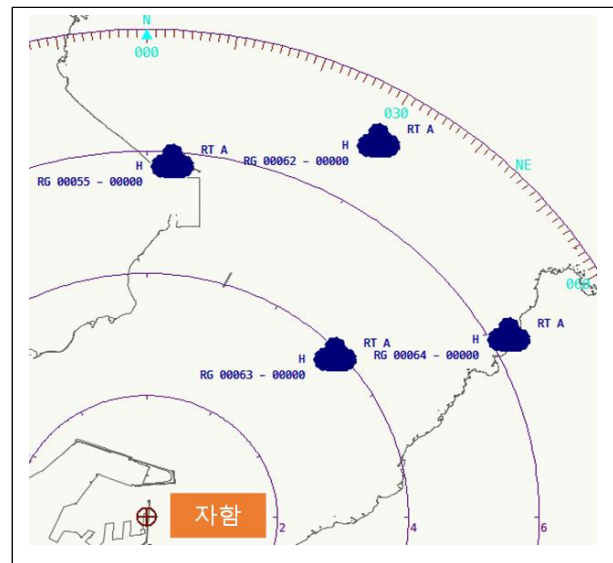 N
000
030
RT A
H
RG 00062 - 00000
RT A
H
RG 00055 - 00000
NE
060
RT A
H
RG 00064 - 00000
RT A
H
RG 00063 - 00000
자함
2
4
6